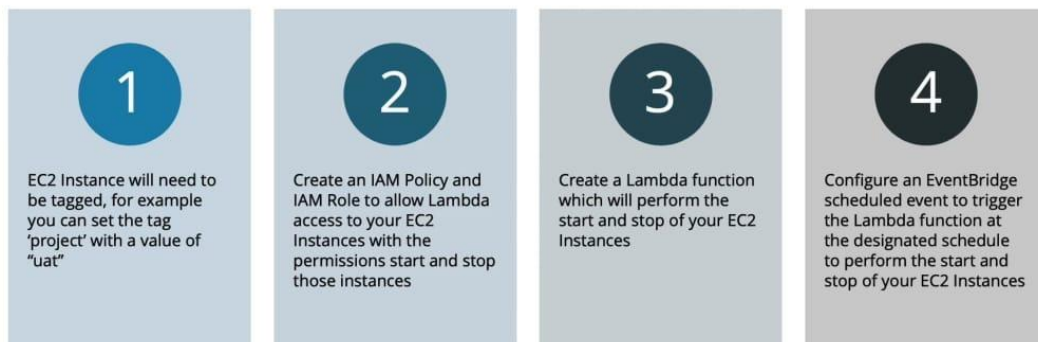 1
EC2 Instance will need to
be tagged, for example
you can set the tag
‘project’ with a value of
“uat”
2
Create an IAM Policy and
IAM Role to allow Lambda
access to your EC2
Instances with the
permissions start and stop
those instances
3
Create a Lambda function
which will perform the
start and stop of your EC2
Instances
4
Configure an EventBridge
scheduled event to trigger
the Lambda function at
the designated schedule
to perform the start and
stop of your EC2 Instances